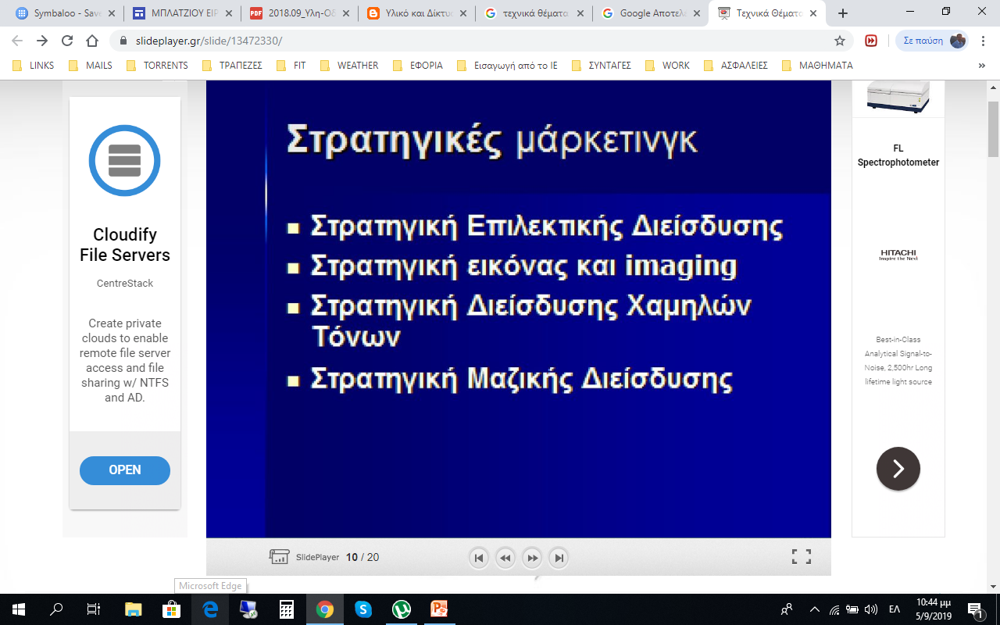 Symbaloo - Save
ΜΠΛΑΤΖΙΟΥ ΕΙΡ
2018.09_Υλη-Οδ
Υλικό και Δίκτυα
τεχνικά θέματα
Google Αποτελε
Τεχνικά Θέματα
slideplayer.gr/slide/13472330/
Σε παύση
LINKS
MAILS
TORRENTS
ΤΡΑΠΕΖΕΣ
FIT
WEATHER
ΕΦΟΡΙΑ
Εισαγωγή από το IE
ΣΥΝΤΑΓΕΣ
WORK
ΑΣΦΑΛΕΙΕΣ
ΜΑΘΗΜΑΤΑ
Cloudify
File Servers
CentreStack
Create private
clouds to enable
remote file server
access and file
sharing w/ NTFS
and AD.
OPEN
Στρατηγικές μάρκετινγκ
Στρατηγική Επιλεκτικής Διείσδυσης
Στρατηγική εικόνας και imaging
Στρατηγική Διείσδυσης Χαμηλών
Τόνων
Στρατηγική Μαζικής Διείσδυσης
SlidePlayer 10 / 20
FL
Spectrophotometer
HITACHI
Inspire the Next
Best-in-Class
Analytical Signal-to-
Noise, 2,500hr Long
lifetime light source
Microsoft Edge
ΕΛ
10:44 μμ
5/9/2019
1